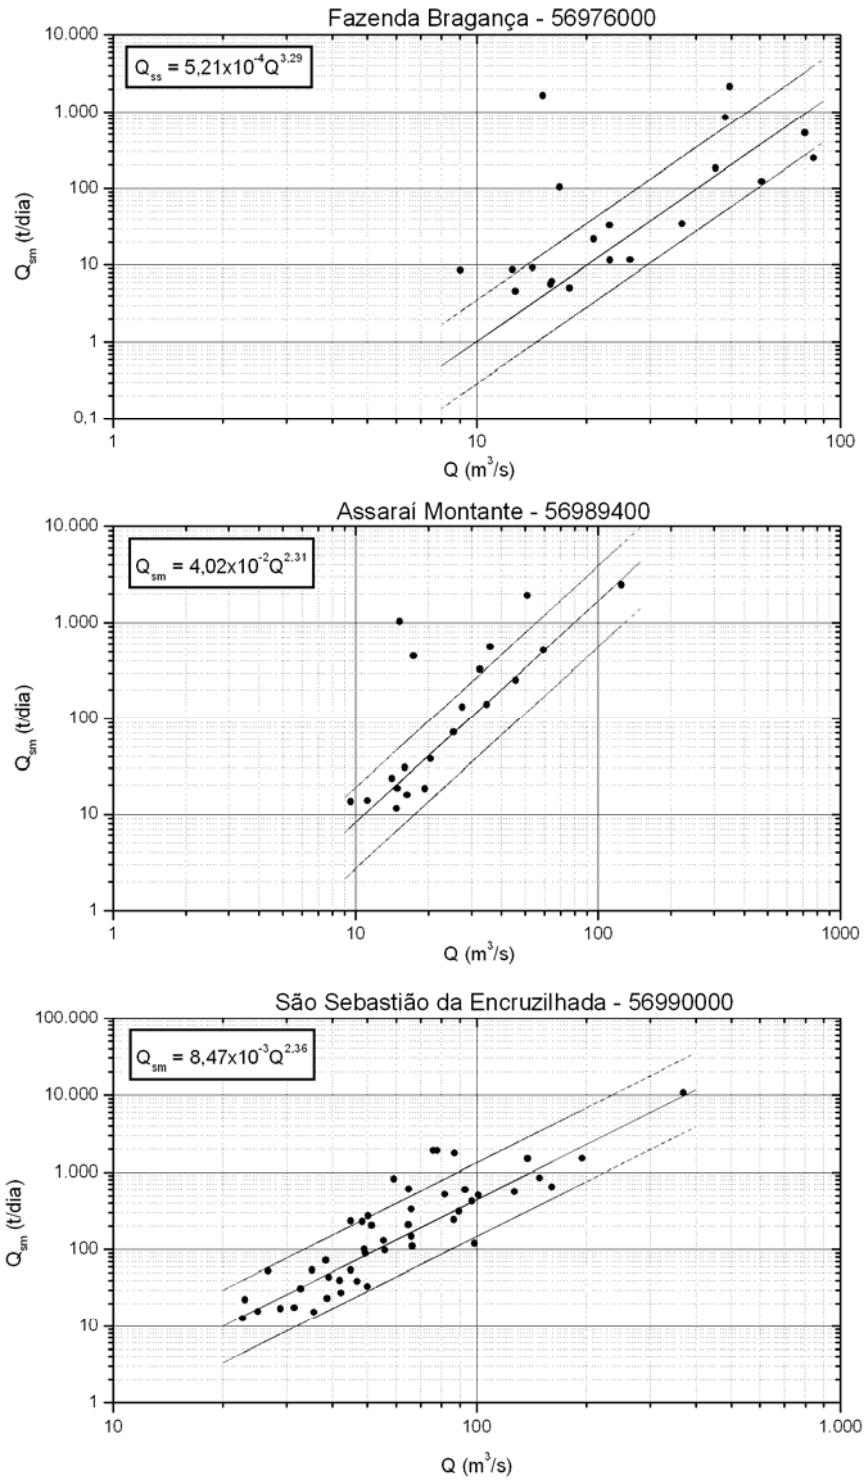 Fazenda Bragança - 56976000
10.000
1.000
100
10
1
0,1
Q_ss = 5,21x10^-4Q^3,29
Q_sm (t/dia)
1
10
100
Q (m³/s)
Assaraí Montante - 56989400
10.000
1.000
100
10
1
Q_sm = 4,02x10^-2Q^2,31
Q_sm (t/dia)
1
10
100
1000
Q (m³/s)
São Sebastião da Encruzilhada - 56990000
100.000
10.000
1.000
100
10
1
Q_sm = 8,47x10^-3Q^2,36
Q_sm (t/dia)
10
100
1.000
Q (m³/s)